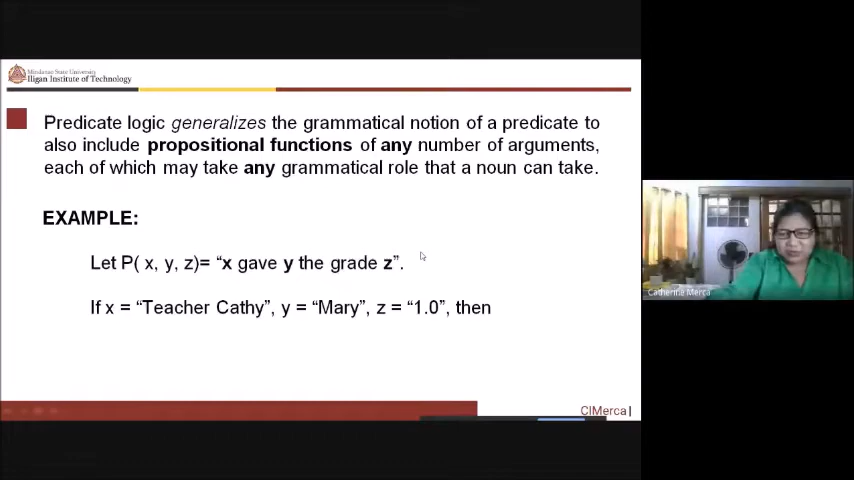 Mindanao State University
Iligan Institute of Technology
Predicate logic generalizes the grammatical notion of a predicate to
also include propositional functions of any number of arguments,
each of which may take any grammatical role that a noun can take.
EXAMPLE:
Let P( x, y, z)= “x gave y the grade z”.
If x = “Teacher Cathy”, y = “Mary”, z = “1.0”, then
CIMerca
Catherine Merca